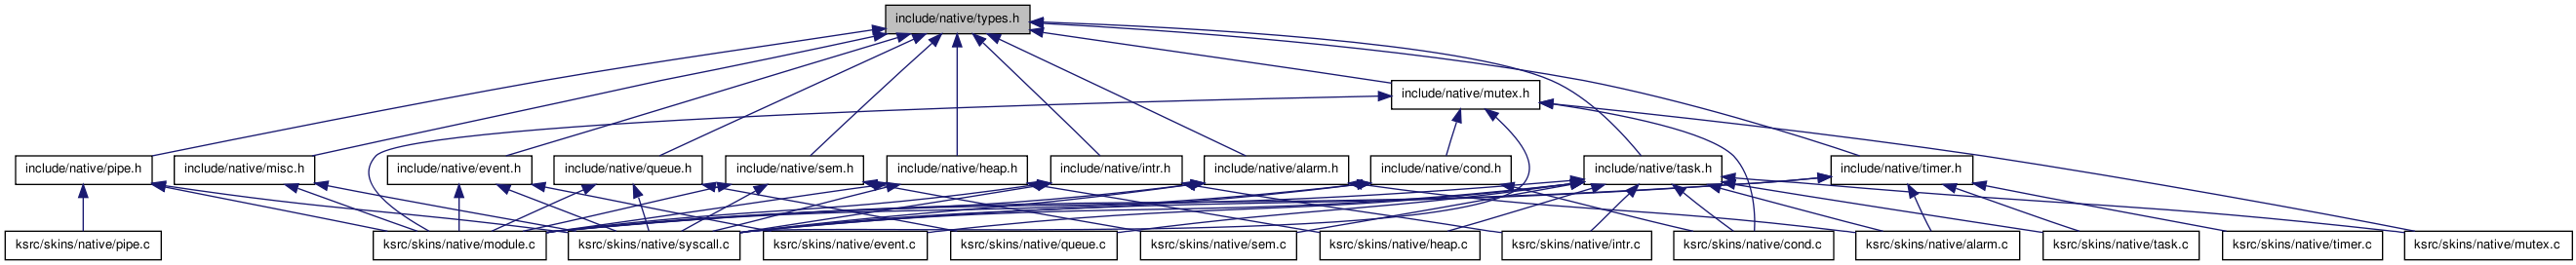 include/native/types.h
include/native/mutex.h
include/native/pipe.h
include/native/misc.h
include/native/event.h
include/native/queue.h
include/native/sem.h
include/native/heap.h
include/native/intr.h
include/native/alarm.h
include/native/cond.h
include/native/task.h
include/native/timer.h
ksrc/skins/native/pipe.c
ksrc/skins/native/module.c
ksrc/skins/native/syscall.c
ksrc/skins/native/event.c
ksrc/skins/native/queue.c
ksrc/skins/native/sem.c
ksrc/skins/native/heap.c
ksrc/skins/native/intr.c
ksrc/skins/native/cond.c
ksrc/skins/native/alarm.c
ksrc/skins/native/task.c
ksrc/skins/native/timer.c
ksrc/skins/native/mutex.c